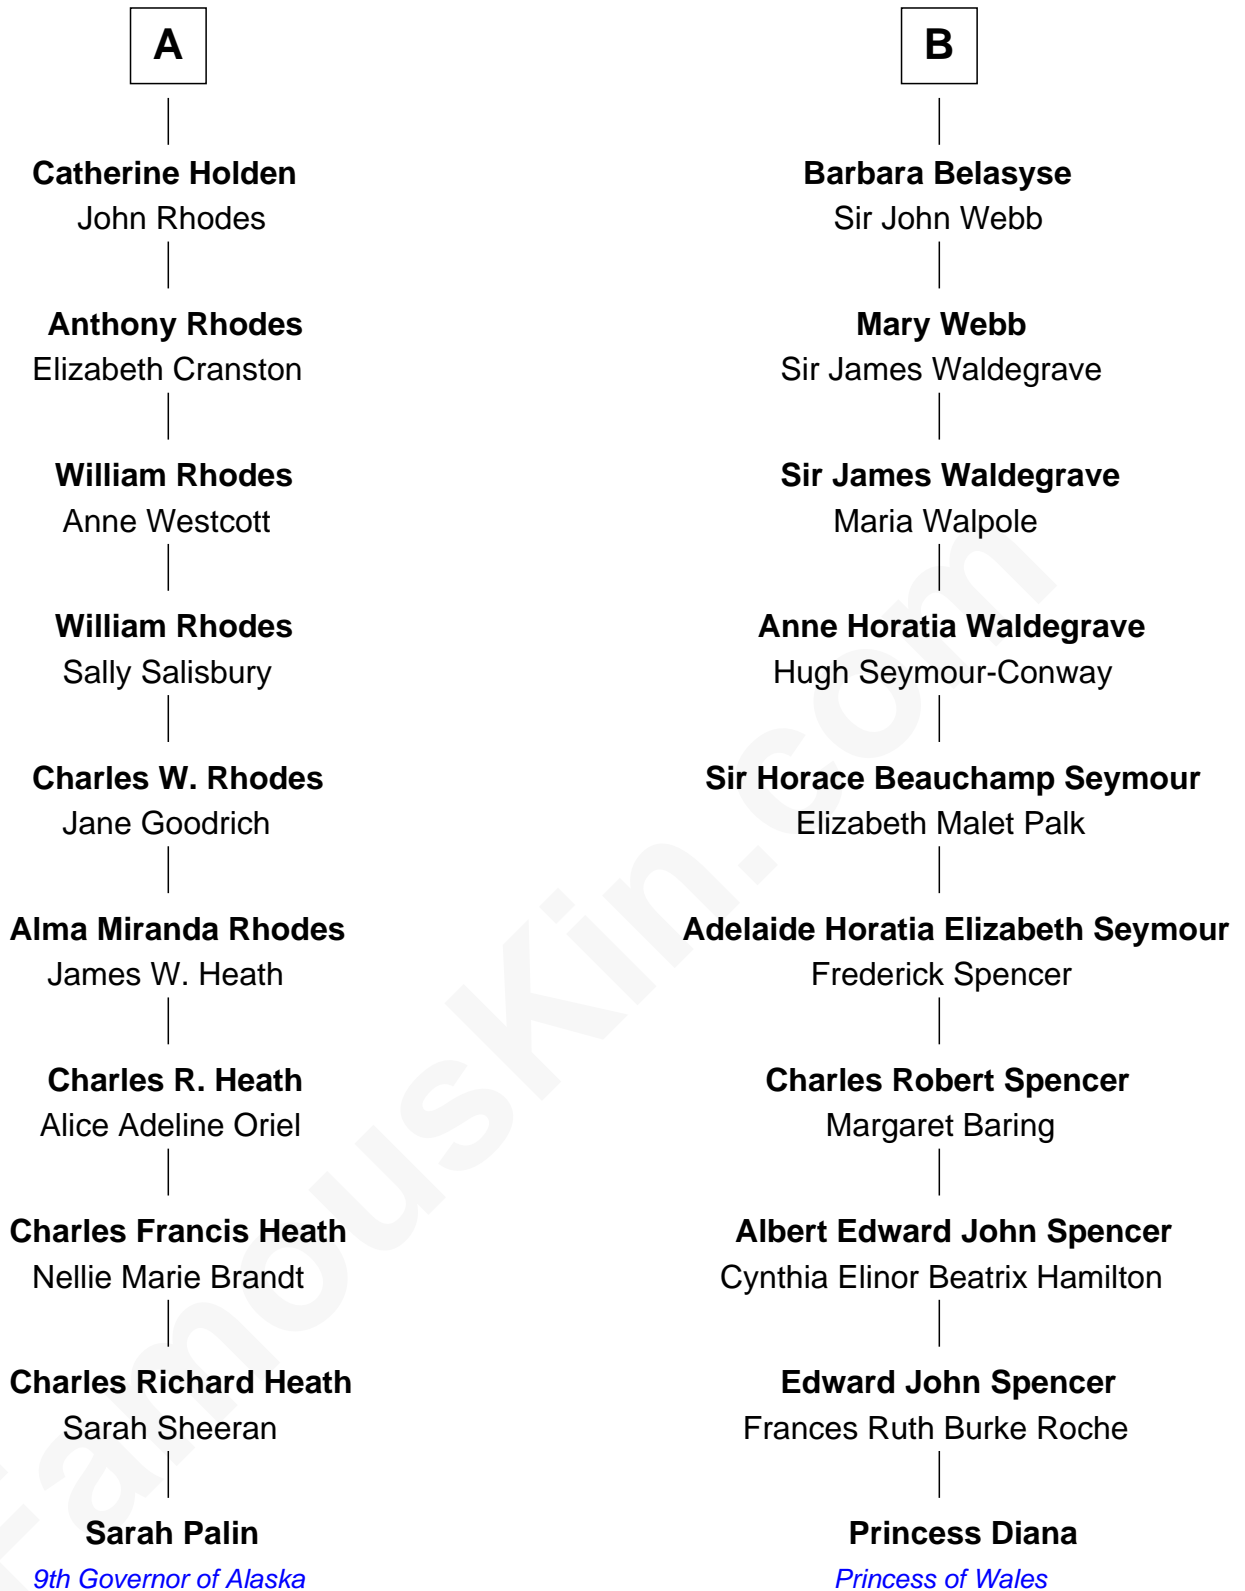 A
Catherine Holden
John Rhodes
Anthony Rhodes
Elizabeth Cranston
William Rhodes
Anne Westcott
William Rhodes
Sally Salisbury
Charles W. Rhodes
Jane Goodrich
Alma Miranda Rhodes
James W. Heath
Charles R. Heath
Alice Adeline Oriel
Charles Francis Heath
Nellie Marie Brandt
Charles Richard Heath
Sarah Sheeran
Sarah Palin
9th Governor of Alaska
B
Barbara Belasyse
Sir John Webb
Mary Webb
Sir James Waldegrave
Sir James Waldegrave
Maria Walpole
Anne Horatia Waldegrave
Hugh Seymour-Conway
Sir Horace Beauchamp Seymour
Elizabeth Malet Palk
Adelaide Horatia Elizabeth Seymour
Frederick Spencer
Charles Robert Spencer
Margaret Baring
Albert Edward John Spencer
Cynthia Elinor Beatrix Hamilton
Edward John Spencer
Frances Ruth Burke Roche
Princess Diana
Princess of Wales
FamousKin.com